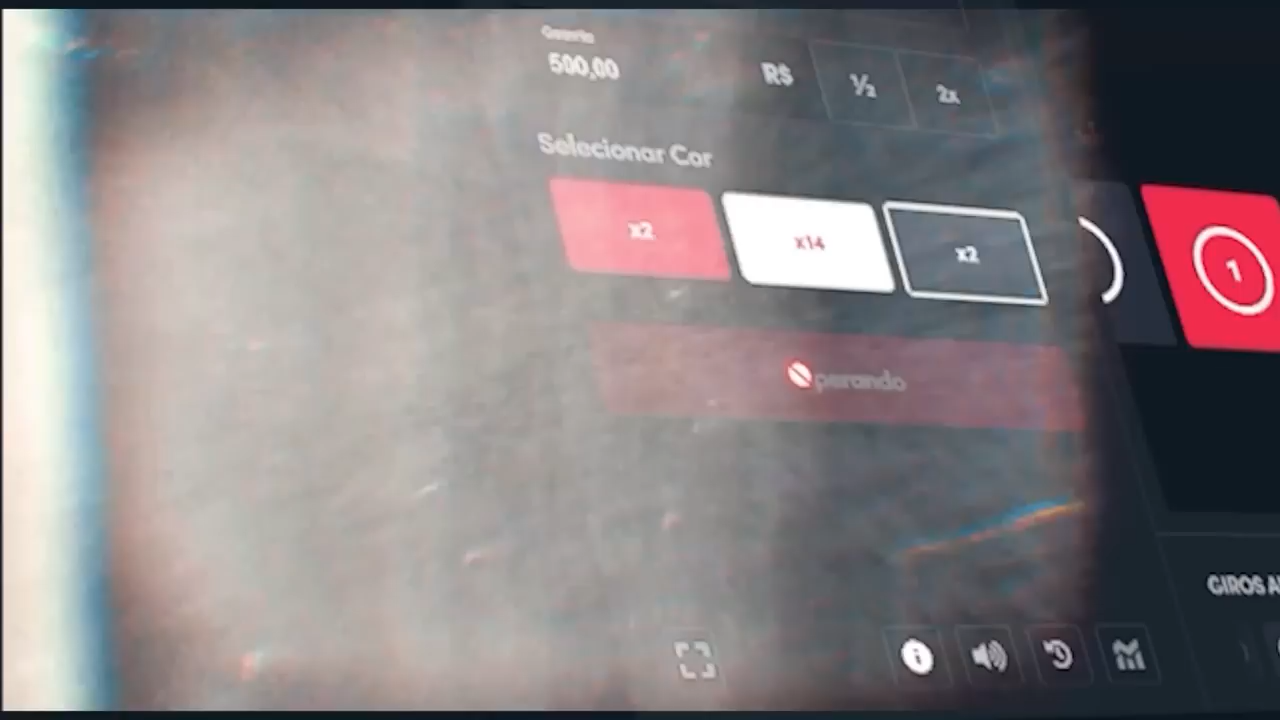 500,00
R$ ½ 2x
Selecionar Cor
x2 x14 x2
1
perando
GIROS A